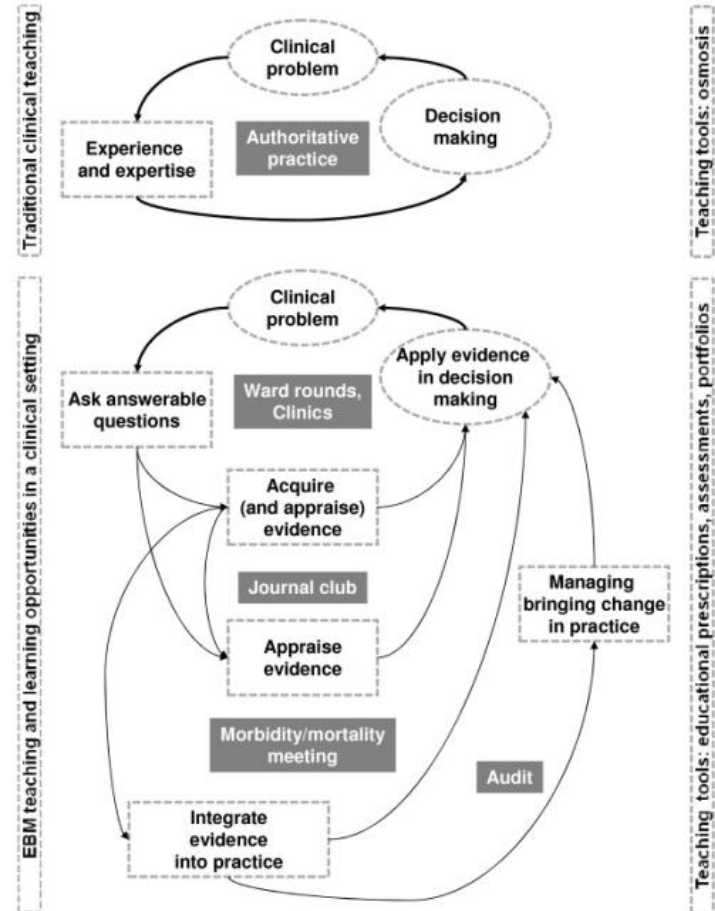 Traditional clinical teaching
Clinical
problem
Experience
and expertise
Authoritative
practice
Decision
making
Teaching tools: osmosis
EBM teaching and learning opportunities in a clinical setting
Clinical
problem
Ask answerable
questions
Ward rounds,
Clinics
Apply evidence
in decision
making
Acquire
(and appraise)
evidence
Journal club
Appraise
evidence
Managing
bringing change
in practice
Morbidity/mortality
meeting
Audit
Integrate
evidence
into practice
Teaching tools: educational prescriptions, assessments, portfolios